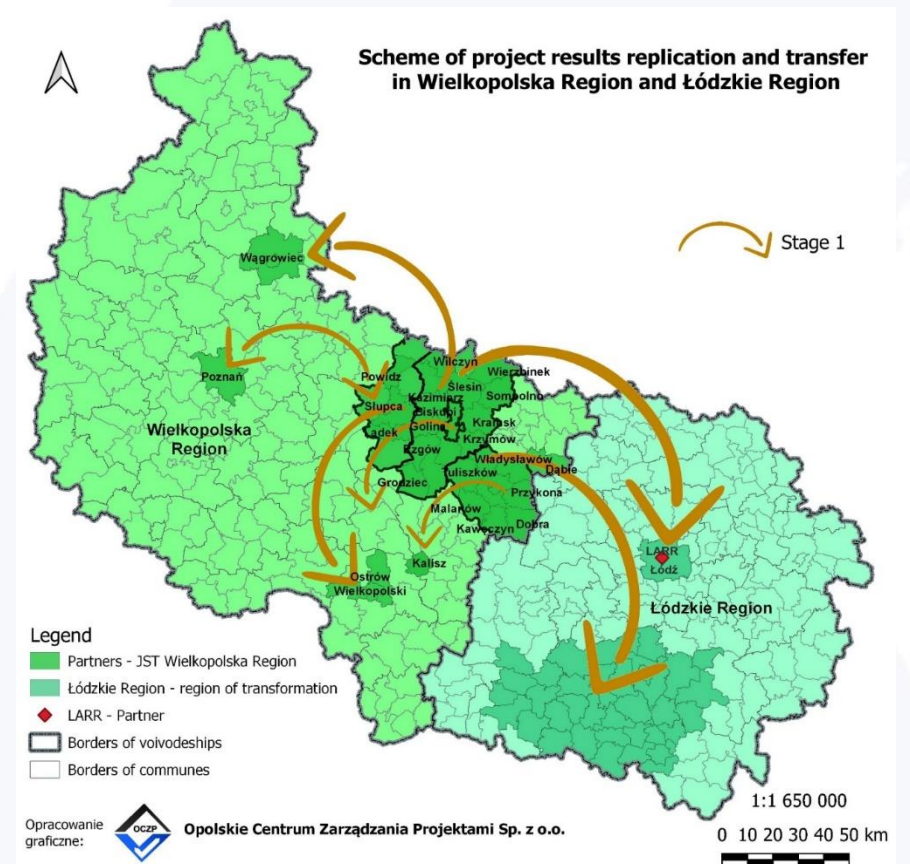 Scheme of project results replication and transfer
in Wielkopolska Region and Łódzkie Region
Stage 1
Wągrówiec
Poznań
Wielkopolska
Region
Powidz
Słupca
Wilczyn
Wierzbinek
Ślesin
Sompolno
Kazimierz
Biskupi
Golina
Kramsk
Krzymów
Rzgów
Władysławów
Dąbie
Tuliszków
Grodziec
Przykona
Malanów
Kawęczyn
Dobra
Kalisz
Ostrów
Wielkopolski
LARR
Łódź
Łódzkie Region
Legend
Partners - JST Wielkopolska Region
Łódzkie Region - region of transformation
LARR - Partner
Borders of voivodeships
Borders of communes
1:1 650 000
0 10 20 30 40 50 km
Opracowanie
graficzne:
OCZP
Opolskie Centrum Zarządzania Projektami Sp. z o.o.